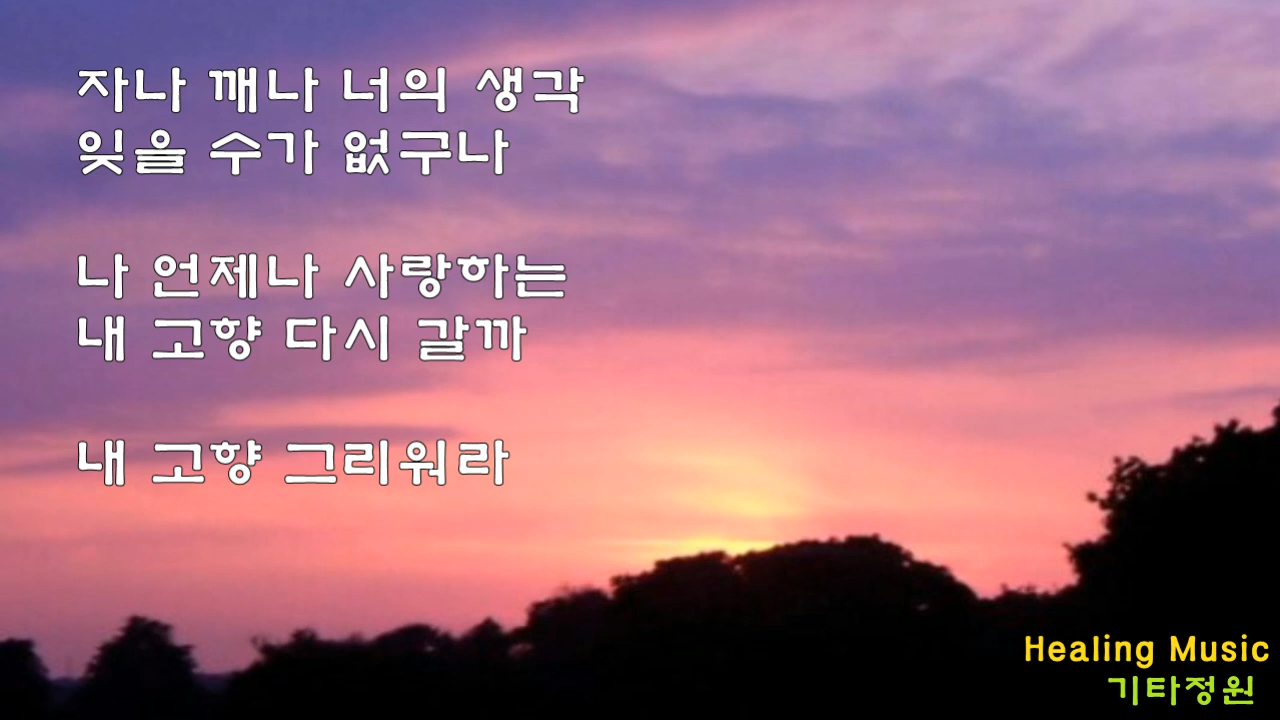 자나 깨나 너의 생각
잊을 수가 없구나
나 언제나 사랑하는
내 고향 다시 갈까
내 고향 그리워라
Healing Music
기타정원